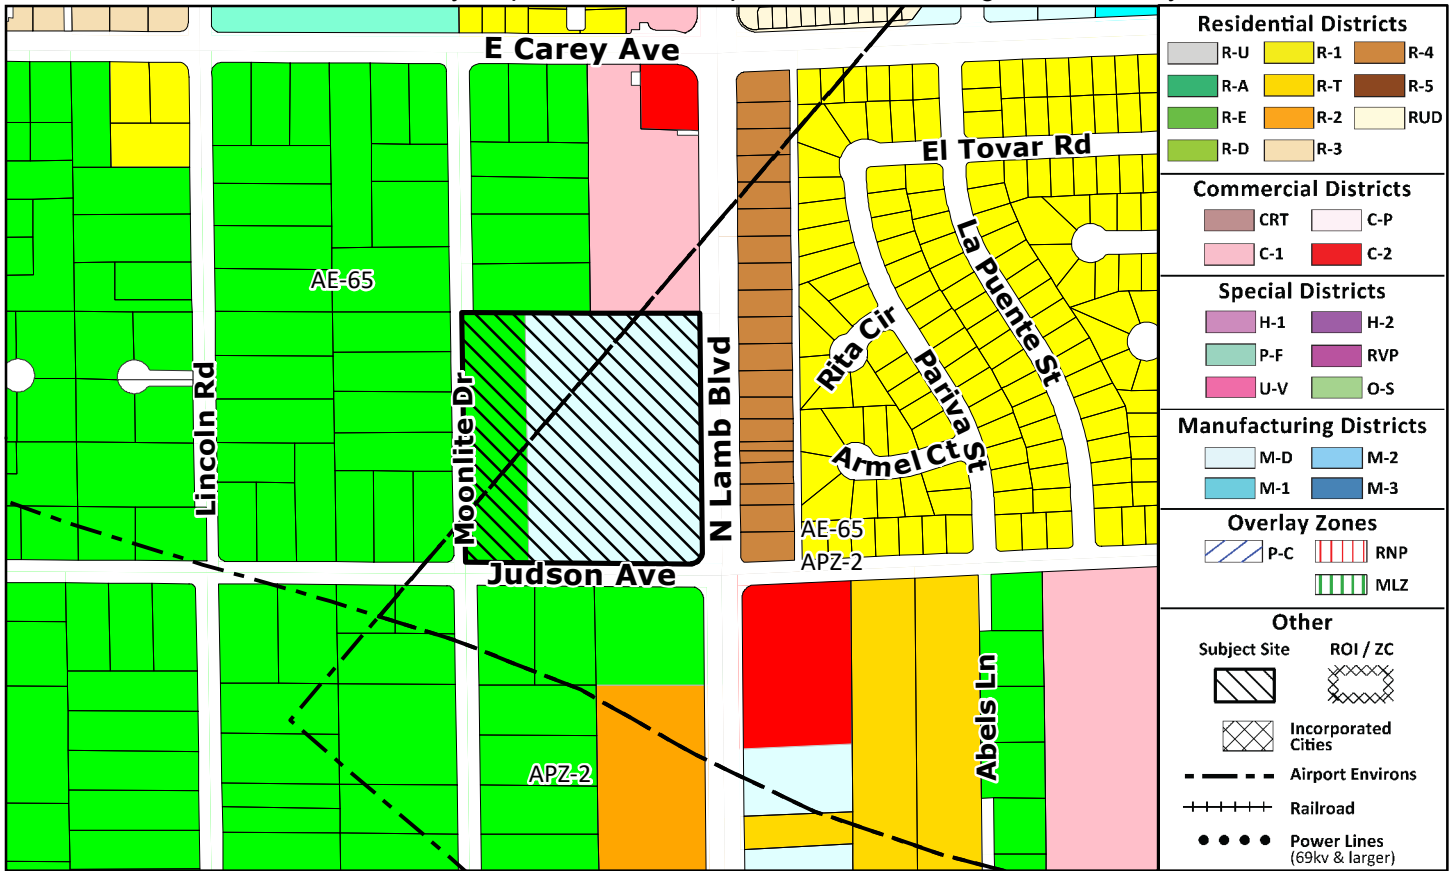 E Carey Ave
El Tovar Rd
La Puente St
AE-65
Rita Cir
Pariva St
N Lamb Blvd
Lincoln Rd
Moonlite Dr
Armel Ct
AE-65
APZ-2
Judson Ave
Abels Ln
APZ-2
Residential Districts
R-U R-1 R-4
R-A R-T R-5
R-E R-2 RUD
R-D R-3
Commercial Districts
CRT C-P
C-1 C-2
Special Districts
H-1 H-2
P-F RVP
U-V O-S
Manufacturing Districts
M-D M-2
M-1 M-3
Overlay Zones
P-C RNP
MLZ
Other
Subject Site ROI / ZC
Incorporated
Cities
Airport Environs
Railroad
Power Lines
(69kv & larger)